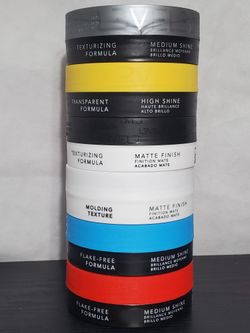 TEXTURIZING
FORMULA
MEDIUM SHINE
BRILLANCE MOYENNE
BRILLO MEDIO
TRANSPARENT
FORMULA
HIGH SHINE
HAUTE BRILLANCE
ALTO BRILLO
TEXTURIZING
FORMULA
MATTE FINISH
FINITION MATE
ACABADO MATE
MOLDING
TEXTURE
MATTE FINISH
FINITION MATE
ACABADO MATE
FLAKE-FREE
FORMULA
MEDIUM SHINE
BRILLANCE MOYENNE
BRILLO MEDIO
FLAKE-FREE
FORMULA
MEDIUM SHINE
BRILLANCE MOYENNE
BRILLO MEDIO